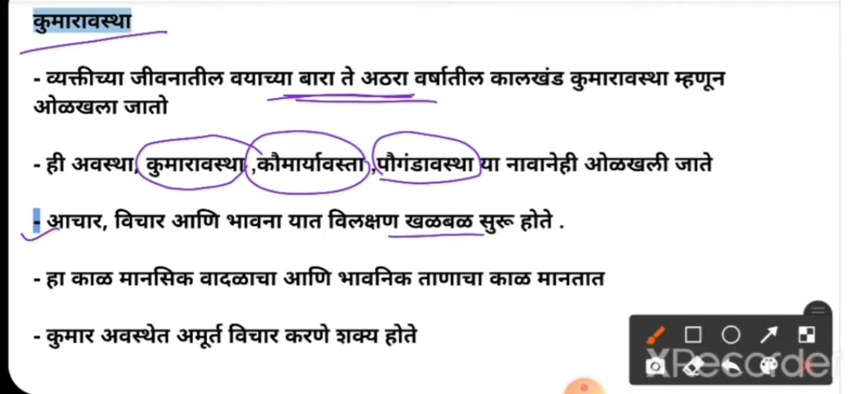 कुमारावस्था
- व्यक्तीच्या जीवनातील वयाच्या बारा ते अठरा वर्षातील कालखंड कुमारावस्था म्हणून
ओळखला जातो
- ही अवस्था, कुमारावस्था ,कौमार्यावस्ता ,पौगंडावस्था या नावानेही ओळखली जाते
- आचार, विचार आणि भावना यात विलक्षण खळबळ सुरू होते .
- हा काळ मानसिक वादळाचा आणि भावनिक ताणाचा काळ मानतात
- कुमार अवस्थेत अमूर्त विचार करणे शक्य होते
XRecorder